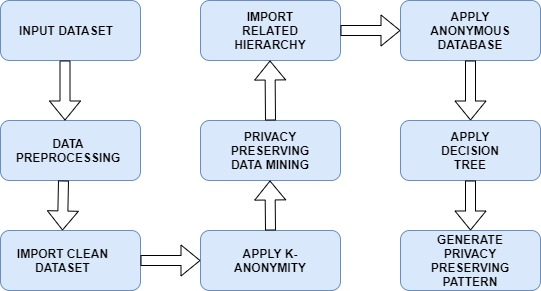 INPUT DATASET
DATA
PREPROCESSING
IMPORT CLEAN
DATASET
APPLY K-
ANONYMITY
PRIVACY
PRESERVING
DATA MINING
IMPORT
RELATED
HIERARCHY
APPLY
ANONYMOUS
DATABASE
APPLY
DECISION
TREE
GENERATE
PRIVACY
PRESERVING
PATTERN